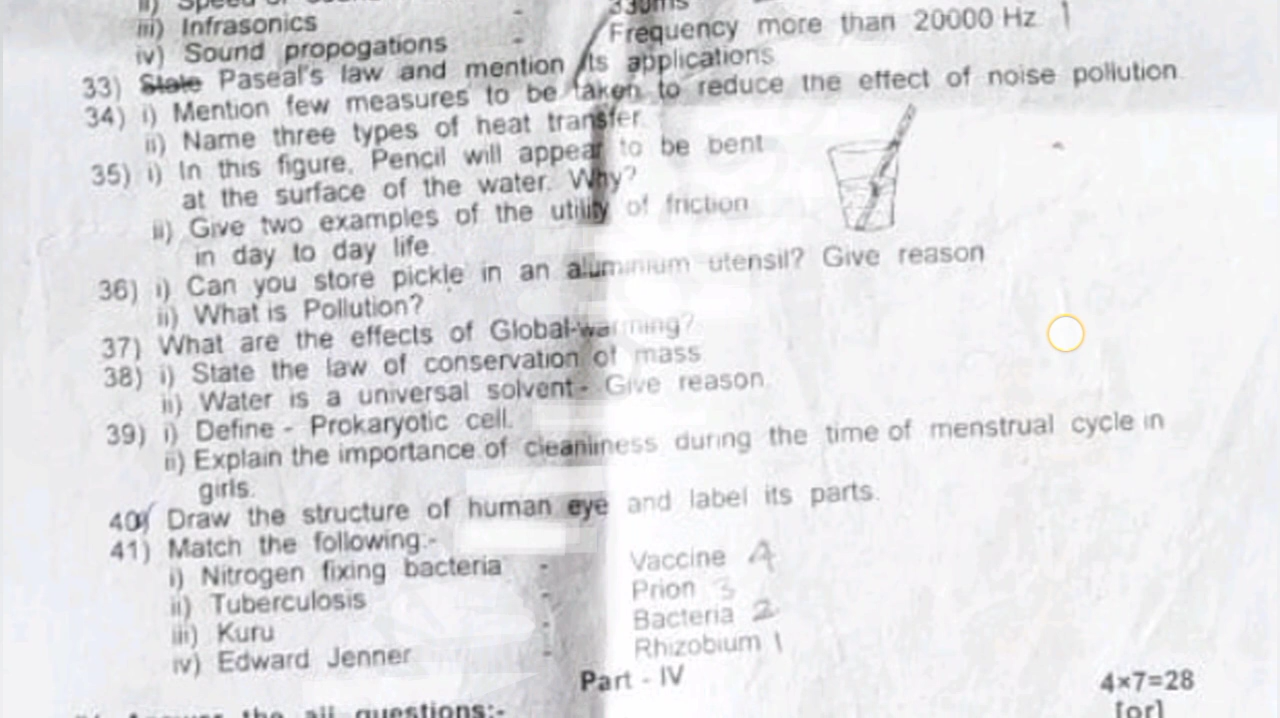 iii) Infrasonics - 330ms
iv) Sound propogations - Frequency more than 20000 Hz 1
33) State Paseal's law and mention its applications
34) i) Mention few measures to be taken to reduce the effect of noise pollution
ii) Name three types of heat transfer.
35) i) In this figure, Pencil will appear to be bent
at the surface of the water. Why?
ii) Give two examples of the utility of friction
in day to day life.
36) i) Can you store pickle in an aluminium utensil? Give reason
ii) What is Pollution?
37) What are the effects of Global-warming?
38) i) State the law of conservation of mass
ii) Water is a universal solvent - Give reason.
39) i) Define - Prokaryotic cell.
ii) Explain the importance of cleanliness during the time of menstrual cycle in
girls.
40) Draw the structure of human eye and label its parts.
41) Match the following:-
i) Nitrogen fixing bacteria - Vaccine 4
ii) Tuberculosis - Prion 3
iii) Kuru - Bacteria 2
iv) Edward Jenner - Rhizobium 1
Part - IV
4×7=28
the all questions:- [or]